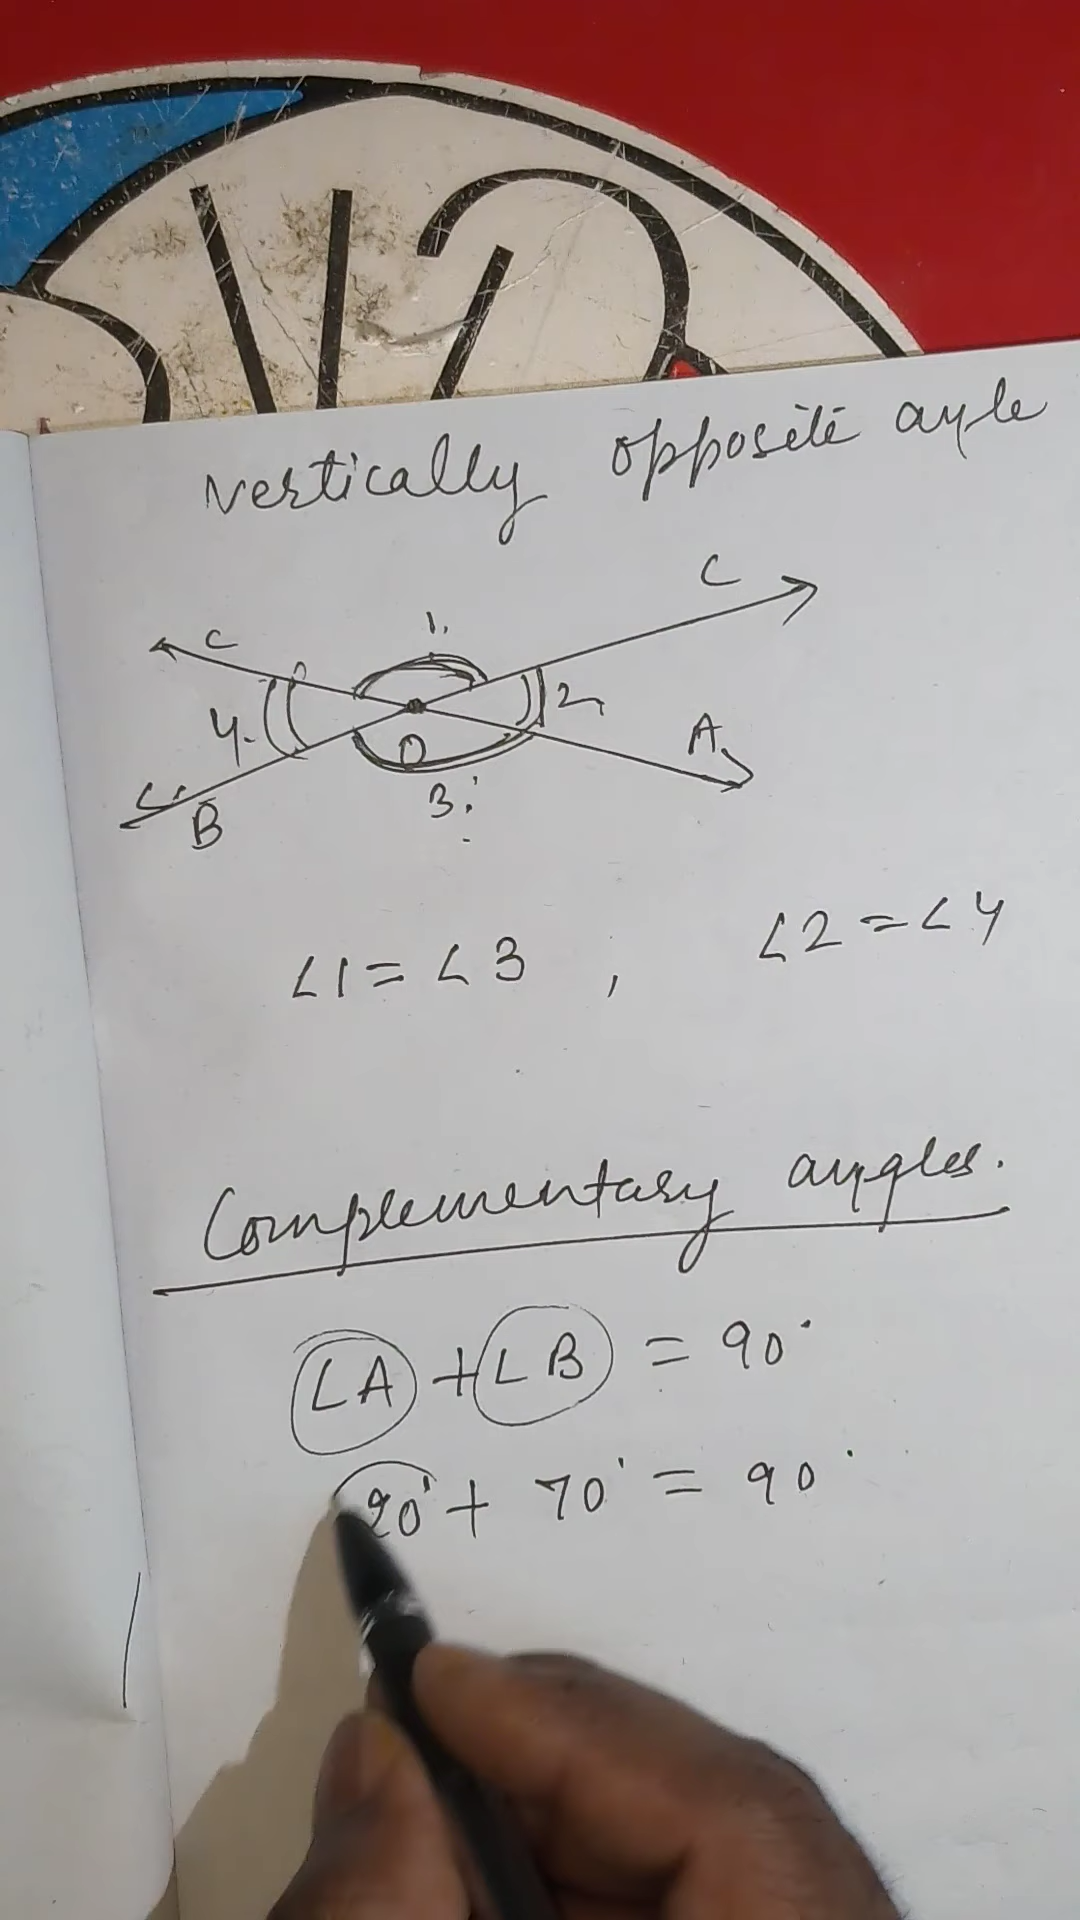 vertically opposite angle
C
C
1.
4.
2,
A
O
B
3.
∠1 = ∠3 , ∠2 = ∠4
Complementary angles.
∠A + ∠B = 90°
20° + 70° = 90°